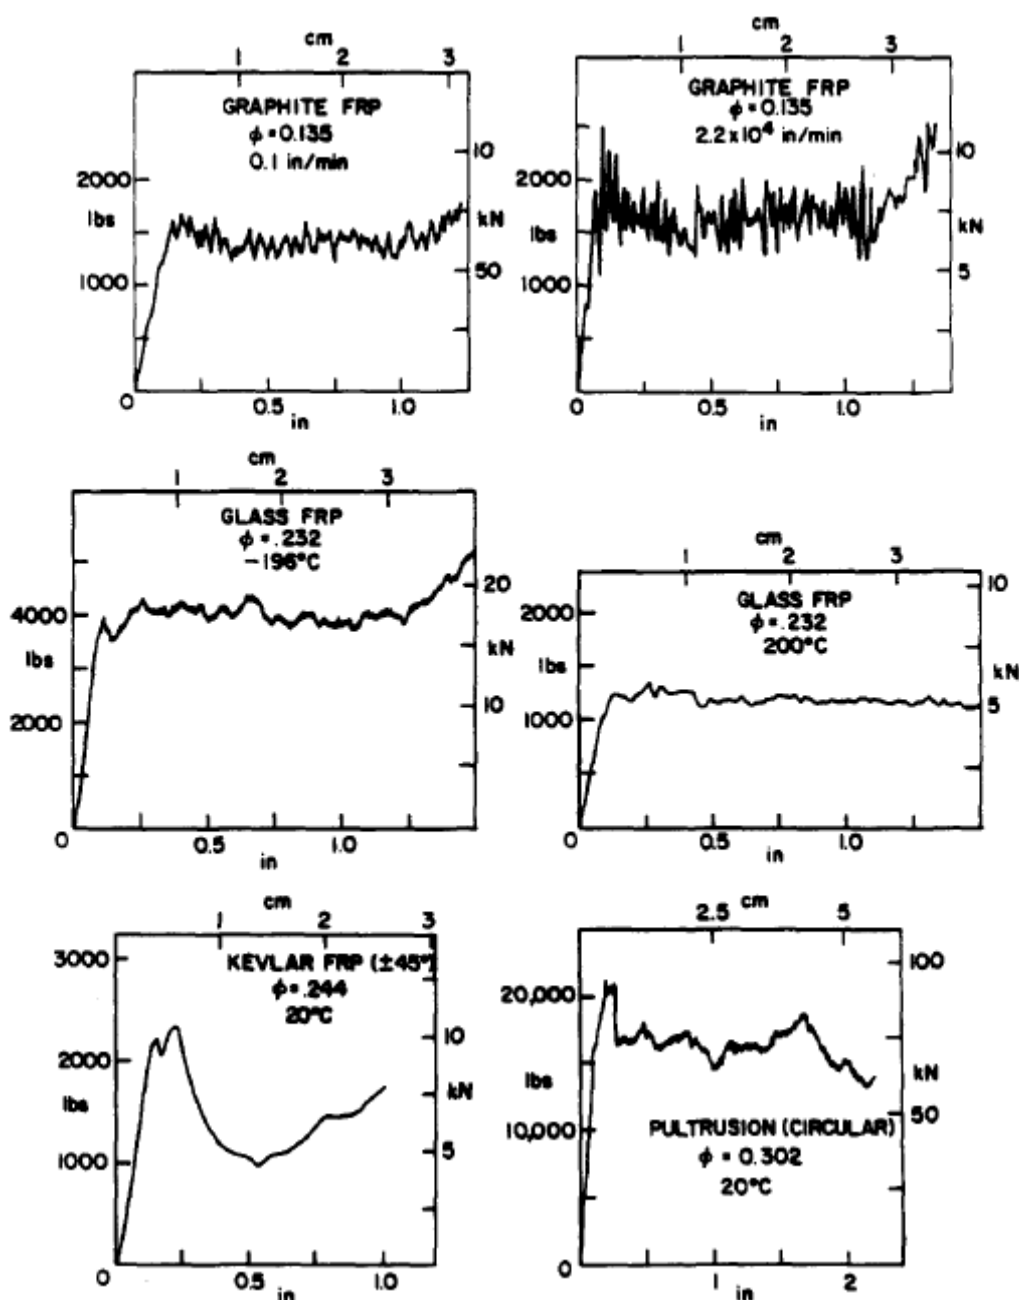 cm
1 2 3
GRAPHITE FRP
ϕ = 0.135
0.1 in/min
2000
lbs
1000
10
kN
50
0 0.5 1.0
in
cm
1 2 3
GRAPHITE FRP
ϕ = 0.135
2.2 x 10⁴ in/min
2000
lbs
1000
10
kN
5
0 0.5 1.0
in
cm
1 2 3
GLASS FRP
ϕ = .232
-196°C
4000
lbs
2000
0
20
kN
10
0.5 1.0
in
cm
1 2 3
GLASS FRP
ϕ = .232
200°C
2000
lbs
1000
0
10
kN
5
0.5 1.0
in
cm
1 2 3
KEVLAR FRP (±45°)
ϕ = .244
20°C
3000
2000
lbs
1000
10
kN
5
0 0.5 1.0
in
cm
2.5 5
20,000
lbs
10,000
0
100
kN
50
PULTRUSION (CIRCULAR)
ϕ = 0.302
20°C
1 2
in